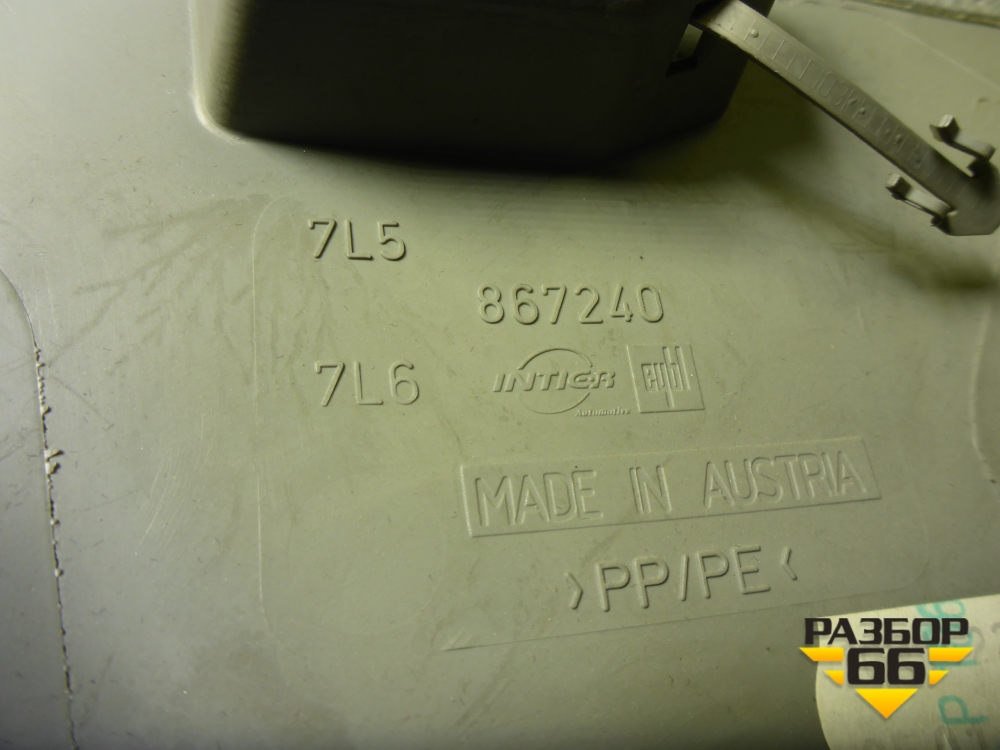 7L5
867240
7L6
INTIER
Automotive
MADE IN AUSTRIA
>PP/PE<
РАЗБОР
66